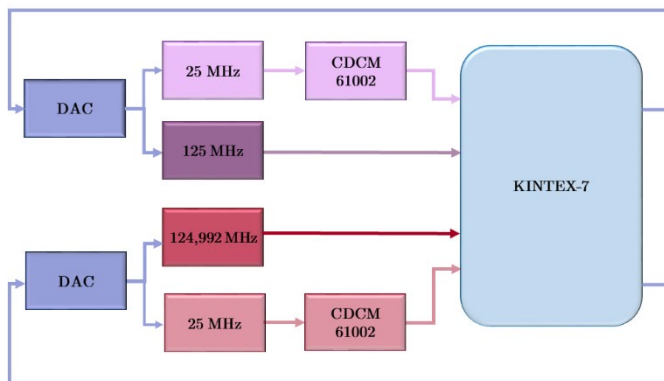 25 MHz
CDCM
61002
DAC
125 MHz
KINTEX-7
124,992 MHz
DAC
25 MHz
CDCM
61002